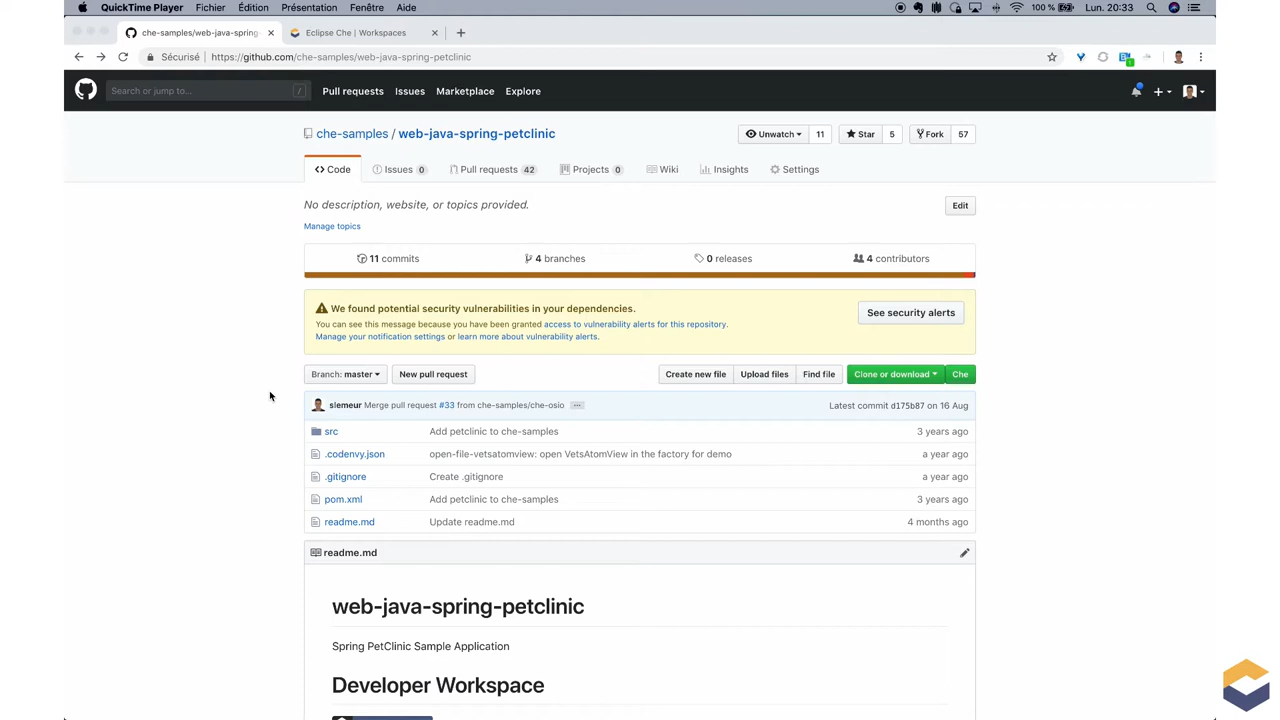 QuickTime Player Fichier Édition Présentation Fenêtre Aide 100 % Lun. 20:33
che-samples/web-java-spring- Eclipse Che | Workspaces
Sécurisé https://github.com/che-samples/web-java-spring-petclinic
Search or jump to... / Pull requests Issues Marketplace Explore
che-samples / web-java-spring-petclinic Unwatch 11 Star 5 Fork 57
Code Issues 0 Pull requests 42 Projects 0 Wiki Insights Settings
No description, website, or topics provided. Edit
Manage topics
11 commits 4 branches 0 releases 4 contributors
We found potential security vulnerabilities in your dependencies. See security alerts
You can see this message because you have been granted access to vulnerability alerts for this repository.
Manage your notification settings or learn more about vulnerability alerts.
Branch: master New pull request Create new file Upload files Find file Clone or download Che
slemeur Merge pull request #33 from che-samples/che-osio ... Latest commit d175b87 on 16 Aug
src Add petclinic to che-samples 3 years ago
.codenvy.json open-file-vetsatomview: open VetsAtomView in the factory for demo a year ago
.gitignore Create .gitignore a year ago
pom.xml Add petclinic to che-samples 3 years ago
readme.md Update readme.md 4 months ago
readme.md
web-java-spring-petclinic
Spring PetClinic Sample Application
Developer Workspace